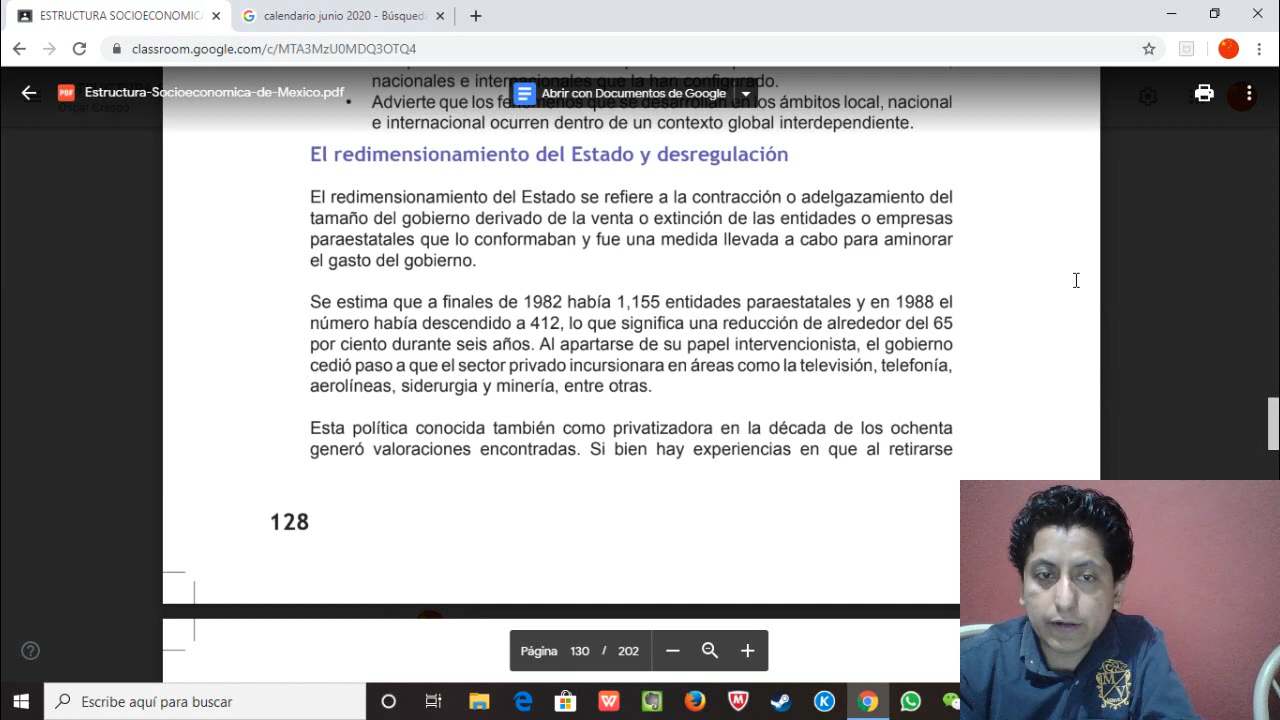 ESTRUCTURA SOCIOECONOMIC
calendario junio 2020 - Búsqued
classroom.google.com/c/MTA3MzU0MDQ3OTQ4
Estructura-Socioeconomica-de-Mexico.pdf
Abrir con Documentos de Google
nacionales e internacionales que la han configurado.
• Advierte que los fenómenos que se desarrollan en los ámbitos local, nacional
e internacional ocurren dentro de un contexto global interdependiente.
El redimensionamiento del Estado y desregulación
El redimensionamiento del Estado se refiere a la contracción o adelgazamiento del
tamaño del gobierno derivado de la venta o extinción de las entidades o empresas
paraestatales que lo conformaban y fue una medida llevada a cabo para aminorar
el gasto del gobierno.
Se estima que a finales de 1982 había 1,155 entidades paraestatales y en 1988 el
número había descendido a 412, lo que significa una reducción de alrededor del 65
por ciento durante seis años. Al apartarse de su papel intervencionista, el gobierno
cedió paso a que el sector privado incursionara en áreas como la televisión, telefonía,
aerolíneas, siderurgia y minería, entre otras.
Esta política conocida también como privatizadora en la década de los ochenta
generó valoraciones encontradas. Si bien hay experiencias en que al retirarse
128
Página 130 / 202
Escribe aquí para buscar